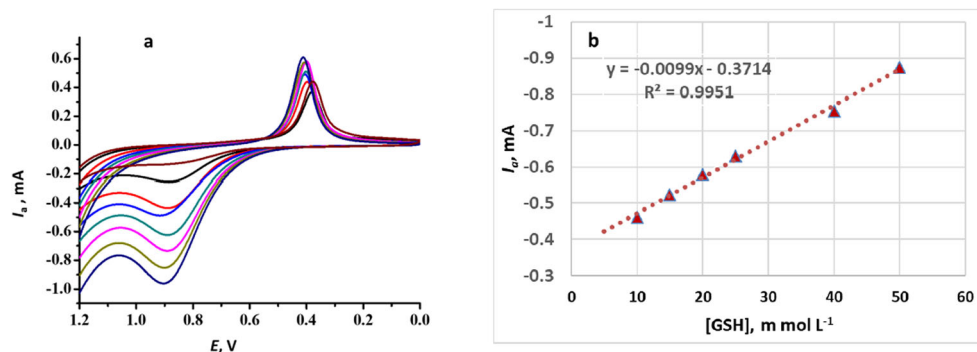 a
0.6
0.4
0.2
0.0
-0.2
-0.4
-0.6
-0.8
-1.0
Iₐ, mA
1.2 1.0 0.8 0.6 0.4 0.2 0.0
E, V
b
y = -0.0099x - 0.3714
R² = 0.9951
-1
-0.9
-0.8
-0.7
-0.6
-0.5
-0.4
-0.3
Iₐ, mA
0 10 20 30 40 50 60
[GSH], m mol L⁻¹